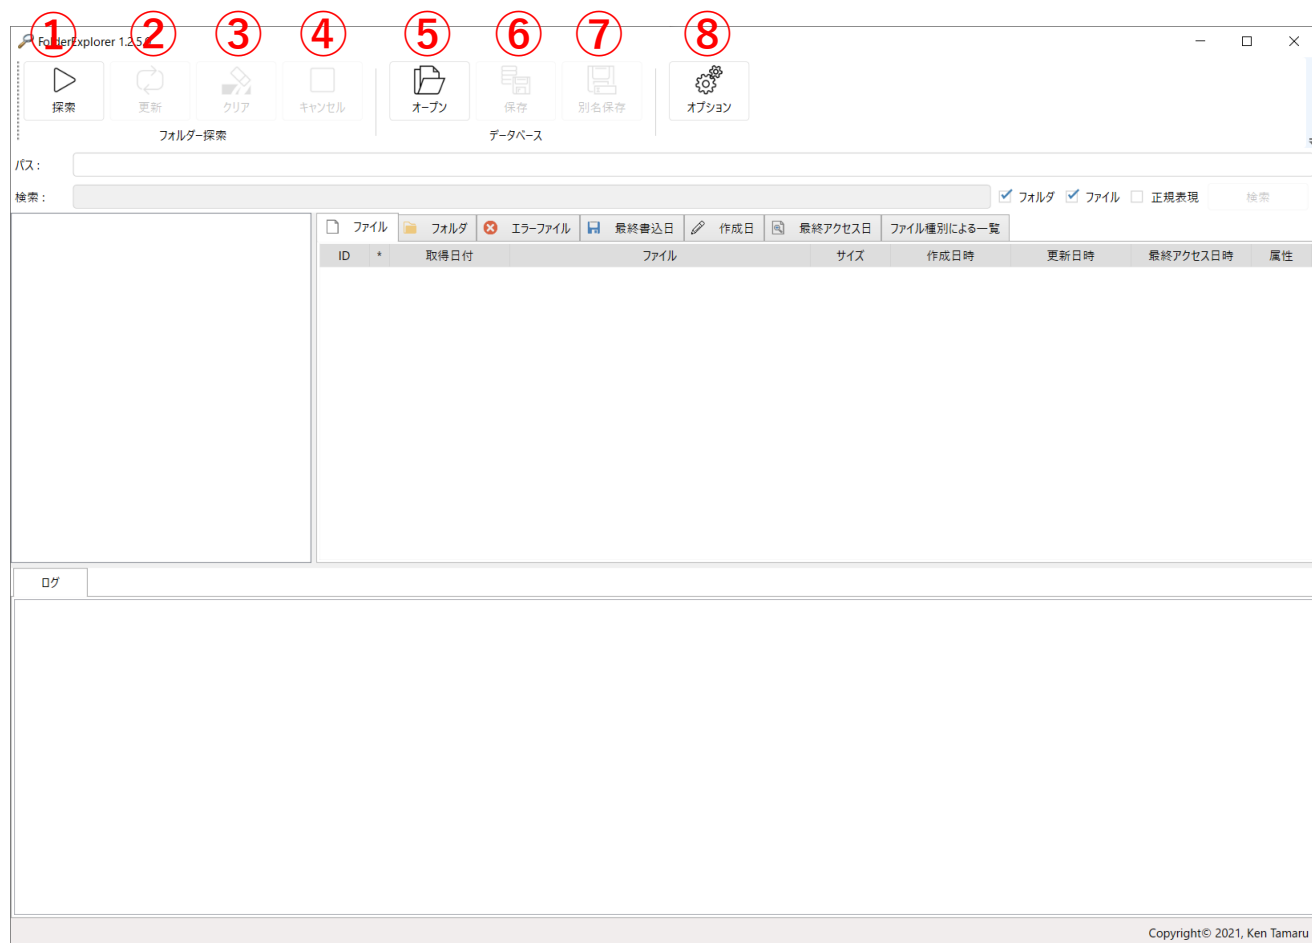 ① ② ③ ④ ⑤ ⑥ ⑦ ⑧
FolderExplorer 1.2.5.
探索 更新 クリア キャンセル オープン 保存 別名保存 オプション
フォルダー探索 データベース
パス :
検索 : フォルダ ファイル 正規表現 検索
ファイル フォルダ エラーファイル 最終書込日 作成日 最終アクセス日 ファイル種別による一覧
ID * 取得日付 ファイル サイズ 作成日時 更新日時 最終アクセス日時 属性
ログ
Copyright© 2021, Ken Tamaru